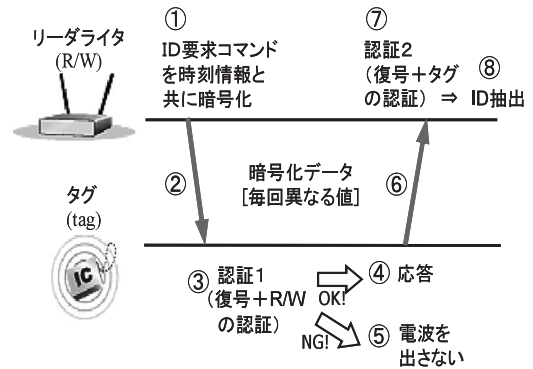 ①
リーダライタ
(R/W)
ID要求コマンド
を時刻情報と
共に暗号化
⑦
認証2
(復号+タグ
の認証) ⇒
⑧
ID抽出
②
暗号化データ
[毎回異なる値]
⑥
タグ
(tag)
IC
③ 認証1
(復号+R/W
の認証)
OK!
④ 応答
NG!
⑤ 電波を
出さない